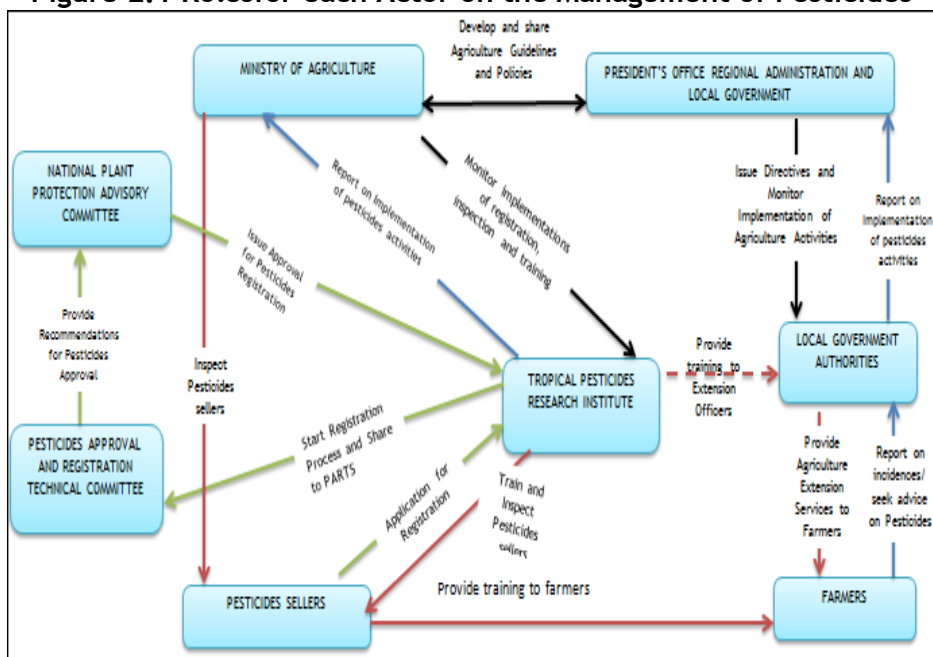 Figure 2.1 Roles.for Each Actor on the Management of Pesticides
Develop and share
Agriculture Guidelines
and Policies
MINISTRY OF AGRICULTURE
PRESIDENT'S OFFICE REGIONAL ADMINISTRATION AND
LOCAL GOVERNMENT
NATIONAL PLANT
PROTECTION ADVISORY
COMMITTEE
Report on Implementation
of pesticides activities
Monitor Implementations
of registration,
inspection and training
Issue Directives and
Monitor
Implementation of
Agriculture Activities
Report on
Implementation
of pesticides
activities
Issue Approval
for Pesticides
Registration
Provide
Recommendations
for Pesticides
Approval
Inspect
Pesticides
sellers
TROPICAL PESTICIDES
RESEARCH INSTITUTE
Provide
training to
Extension
Officers
LOCAL GOVERNMENT
AUTHORITIES
PESTICIDES APPROVAL
AND REGISTRATION
TECHNICAL COMMITTEE
Start Registration
Process and Share
to PARTS
Application for
Registration
Train and
Inspect
Pesticides
sellers
Provide
Agriculture
Extension
Services to
Farmers
Report on
incidences/
seek advice
on Pesticides
PESTICIDES SELLERS
Provide training to farmers
FARMERS